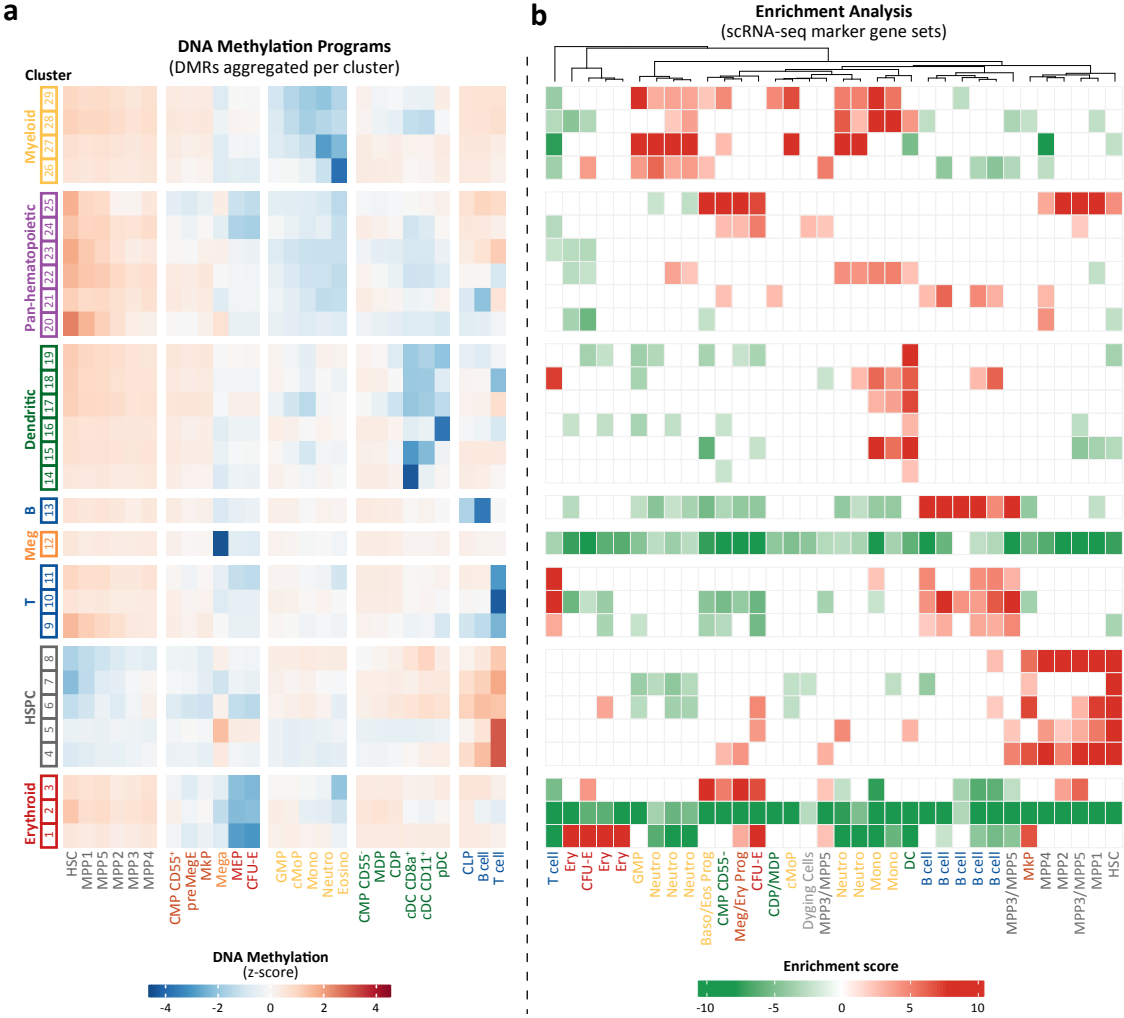 a
DNA Methylation Programs
(DMRs aggregated per cluster)
Cluster
Myeloid
29
28
27
26
Pan-hematopoietic
25
24
23
22
21
20
Dendritic
19
18
17
16
15
14
B
13
Meg
12
T
11
10
9
HSPC
8
7
6
5
4
Erythroid
3
2
1
HSC
MPP1
MPP5
MPP2
MPP3
MPP4
CMP CD55⁺
preMegE
MkP
Mega
MEP
CFU-E
GMP
cMoP
Mono
Neutro
Eosino
CMP CD55⁻
MDP
CDP
cDC CD8a⁺
cDC CD11⁺
pDC
CLP
B cell
T cell
DNA Methylation
(z-score)
-4 -2 0 2 4
b
Enrichment Analysis
(scRNA-seq marker gene sets)
T cell
Ery
CFU-E
Ery
Ery
GMP
Neutro
Neutro
Neutro
Baso/Eos Prog
CMP CD55-
Meg/Ery Prog
CFU-E
CDP/MDP
cMoP
Dyging Cells
MPP3/MPP5
Neutro
Neutro
Mono
Mono
DC
B cell
B cell
B cell
B cell
B cell
MPP3/MPP5
MkP
MPP4
MPP2
MPP3/MPP5
MPP1
HSC
Enrichment score
-10 -5 0 5 10